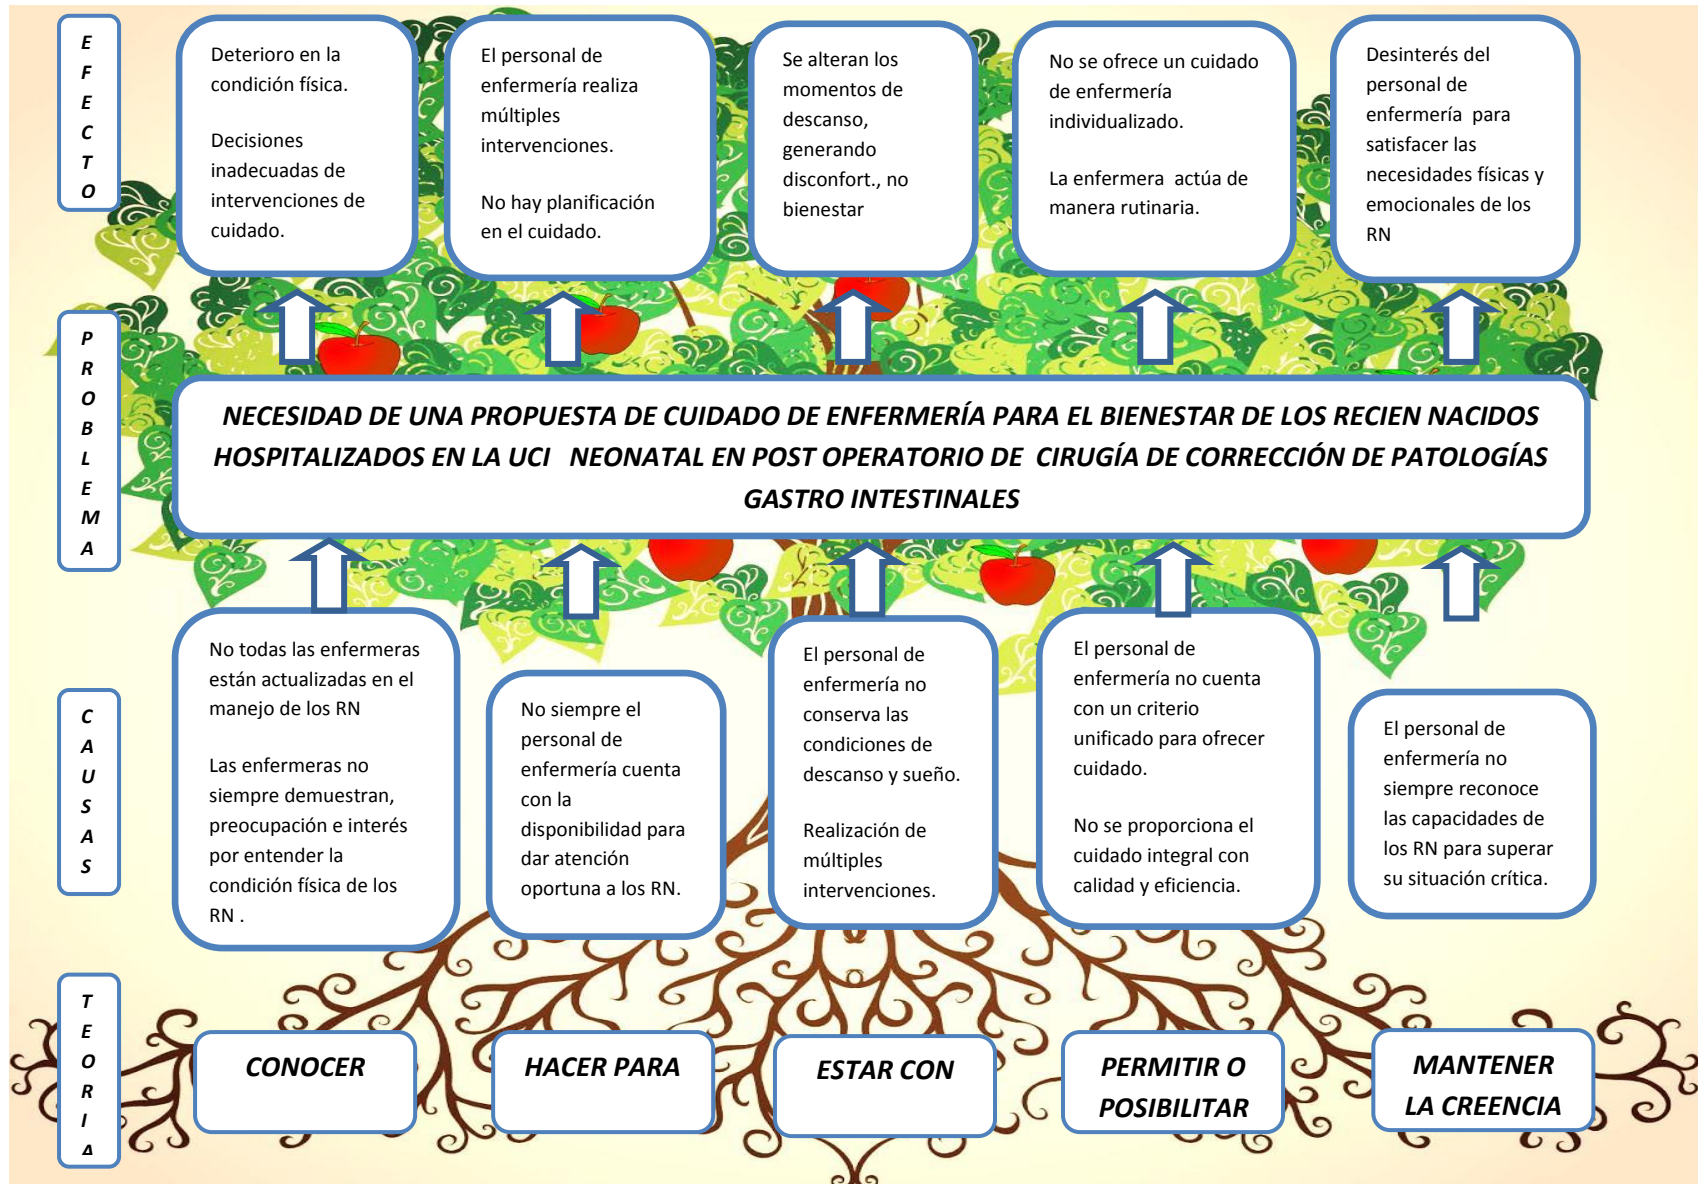 EFECTO
Deterioro en la
condición física.
Decisiones
inadecuadas de
intervenciones de
cuidado.
El personal de
enfermería realiza
múltiples
intervenciones.
No hay planificación
en el cuidado.
Se alteran los
momentos de
descanso,
generando
disconfort., no
bienestar
No se ofrece un cuidado
de enfermería
individualizado.
La enfermera actúa de
manera rutinaria.
Desinterés del
personal de
enfermería para
satisfacer las
necesidades físicas y
emocionales de los
RN
PROBLEMA
NECESIDAD DE UNA PROPUESTA DE CUIDADO DE ENFERMERÍA PARA EL BIENESTAR DE LOS RECIEN NACIDOS
HOSPITALIZADOS EN LA UCI NEONATAL EN POST OPERATORIO DE CIRUGÍA DE CORRECCIÓN DE PATOLOGÍAS
GASTRO INTESTINALES
CAUSAS
No todas las enfermeras
están actualizadas en el
manejo de los RN
Las enfermeras no
siempre demuestran,
preocupación e interés
por entender la
condición física de los
RN .
No siempre el
personal de
enfermería cuenta
con la
disponibilidad para
dar atención
oportuna a los RN.
El personal de
enfermería no
conserva las
condiciones de
descanso y sueño.
Realización de
múltiples
intervenciones.
El personal de
enfermería no cuenta
con un criterio
unificado para ofrecer
cuidado.
No se proporciona el
cuidado integral con
calidad y eficiencia.
El personal de
enfermería no
siempre reconoce
las capacidades de
los RN para superar
su situación crítica.
TEORIA
CONOCER
HACER PARA
ESTAR CON
PERMITIR O
POSIBILITAR
MANTENER
LA CREENCIA